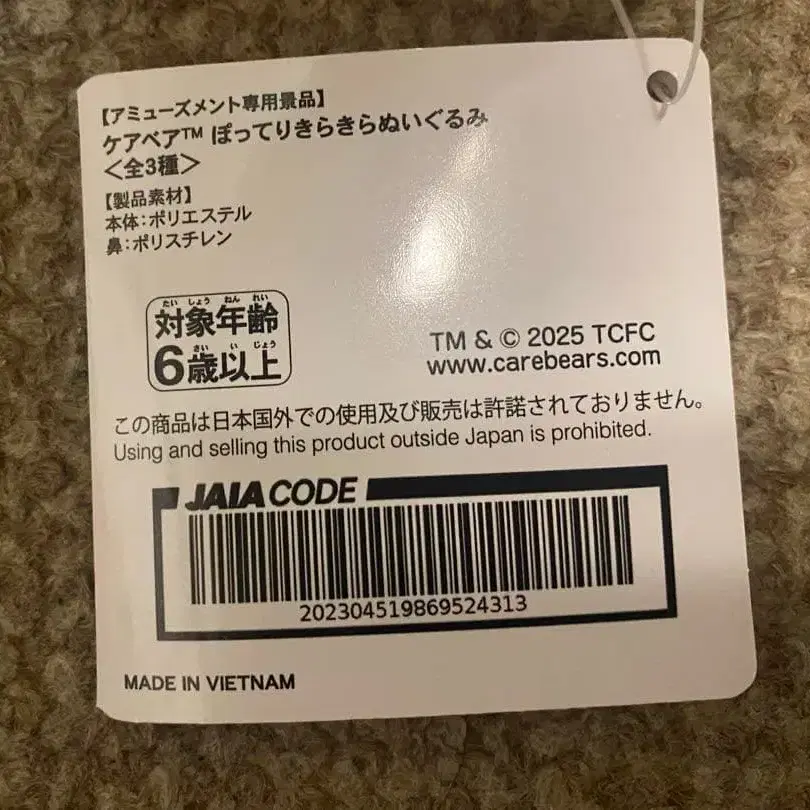 【アミューズメント専用景品】
ケアベア™ ぽってりきらきらぬいぐるみ
＜全3種＞
【製品素材】
本体：ポリエステル
鼻：ポリスチレン
たい しょう ねん れい
対象年齢
さい い じょう
6歳以上
TM & © 2025 TCFC
www.carebears.com
この商品は日本国外での使用及び販売は許諾されておりません。
Using and selling this product outside Japan is prohibited.
JAIA CODE
202304519869524313
MADE IN VIETNAM